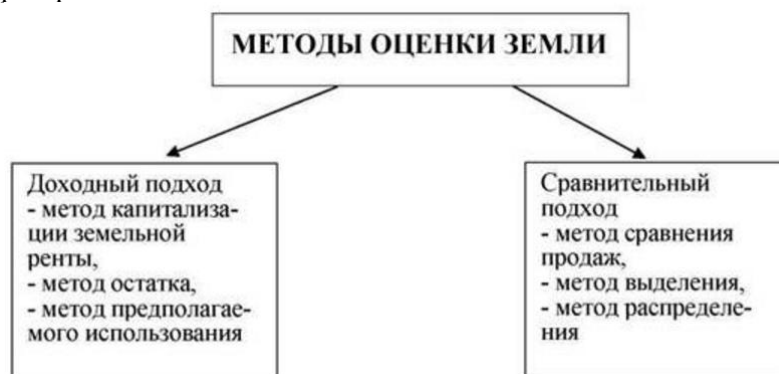 МЕТОДЫ ОЦЕНКИ ЗЕМЛИ
Доходный подход
- метод капитализа-
ции земельной
ренты,
- метод остатка,
- метод предполагае-
мого использования
Сравнительный
подход
- метод сравнения
продаж,
- метод выделения,
- метод распределе-
ния